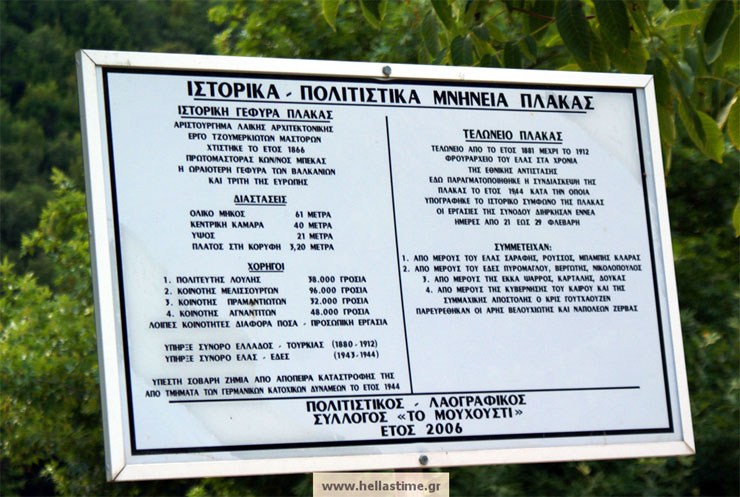 ΙΣΤΟΡΙΚΑ - ΠΟΛΙΤΙΣΤΙΚΑ ΜΝΗΝΕΙΑ ΠΛΑΚΑΣ
ΙΣΤΟΡΙΚΗ ΓΕΦΥΡΑ ΠΛΑΚΑΣ
ΑΡΙΣΤΟΥΡΓΗΜΑ ΛΑΙΚΗΣ ΑΡΧΙΤΕΚΤΟΝΙΚΗΣ
ΕΡΓΟ ΤΖΟΥΜΕΡΚΙΩΤΩΝ ΜΑΣΤΟΡΩΝ
ΧΤΙΣΤΗΚΕ ΤΟ ΕΤΟΣ 1866
ΠΡΩΤΟΜΑΣΤΟΡΑΣ ΚΩΝ/ΝΟΣ ΜΠΕΚΑΣ
Η ΩΡΑΙΟΤΕΡΗ ΓΕΦΥΡΑ ΤΩΝ ΒΑΛΚΑΝΙΩΝ
ΚΑΙ ΤΡΙΤΗ ΤΗΣ ΕΥΡΩΠΗΣ
ΔΙΑΣΤΑΣΕΙΣ
ΟΛΙΚΟ ΜΗΚΟΣ 61 ΜΕΤΡΑ
ΚΕΝΤΡΙΚΗ ΚΑΜΑΡΑ 40 ΜΕΤΡΑ
ΥΨΟΣ 21 ΜΕΤΡΑ
ΠΛΑΤΟΣ ΣΤΗ ΚΟΡΥΦΗ 3,20 ΜΕΤΡΑ
ΧΟΡΗΓΟΙ
1. ΠΟΛΙΤΕΥΤΗΣ ΛΟΥΛΗΣ 38.000 ΓΡΟΣΙΑ
2. ΚΟΙΝΟΤΗΣ ΜΕΛΙΣΣΟΥΡΓΩΝ 96.000 ΓΡΟΣΙΑ
3. ΚΟΙΝΟΤΗΣ ΠΡΑΜΑΝΤΙΩΤΩΝ 32.000 ΓΡΟΣΙΑ
4. ΚΟΙΝΟΤΗΣ ΑΓΝΑΝΤΙΩΝ 48.000 ΓΡΟΣΙΑ
ΛΟΙΠΕΣ ΚΟΙΝΟΤΗΤΕΣ ΔΙΑΦΟΡΑ ΠΟΣΑ - ΠΡΟΣΩΠΙΚΗ ΕΡΓΑΣΙΑ
ΥΠΗΡΞΕ ΣΥΝΟΡΟ ΕΛΛΑΔΟΣ - ΤΟΥΡΚΙΑΣ (1880-1912)
ΥΠΗΡΞΕ ΣΥΝΟΡΟ ΕΛΑΣ - ΕΔΕΣ (1943-1944)
ΥΠΕΣΤΗ ΣΟΒΑΡΗ ΖΗΜΙΑ ΑΠΟ ΑΠΟΠΕΙΡΑ ΚΑΤΑΣΤΡΟΦΗΣ ΤΗΣ
ΑΠΟ ΤΜΗΜΑΤΑ ΤΩΝ ΓΕΡΜΑΝΙΚΩΝ ΚΑΤΟΧΙΚΩΝ ΔΥΝΑΜΕΩΝ ΤΟ ΕΤΟΣ 1944
ΤΕΛΩΝΕΙΟ ΠΛΑΚΑΣ
ΤΕΛΩΝΕΙΟ ΑΠΟ ΤΟ ΕΤΟΣ 1881 ΜΕΧΡΙ ΤΟ 1912
ΦΡΟΥΡΑΡΧΕΙΟ ΤΟΥ ΕΛΑΣ ΣΤΑ ΧΡΟΝΙΑ
ΤΗΣ ΕΘΝΙΚΗΣ ΑΝΤΙΣΤΑΣΗΣ
ΕΔΩ ΠΑΡΑΓΜΑΤΟΠΟΙΗΘΗΚΕ Η ΣΥΝΔΙΑΣΚΕΨΗ ΤΗΣ
ΠΛΑΚΑΣ ΤΟ ΕΤΟΣ 1944 ΚΑΤΑ ΤΗΝ ΟΠΟΙΑ
ΥΠΟΓΡΑΦΗΚΕ ΤΟ ΙΣΤΟΡΙΚΟ ΣΥΜΦΩΝΟ ΤΗΣ ΠΛΑΚΑΣ
ΟΙ ΕΡΓΑΣΙΕΣ ΤΗΣ ΣΥΝΟΔΟΥ ΔΙΗΡΚΗΣΑΝ ΕΝΝΕΑ
ΗΜΕΡΕΣ ΑΠΟ 21 ΕΩΣ 29 ΦΛΕΒΑΡΗ
ΣΥΜΜΕΤΕΙΧΑΝ:
1. ΑΠΟ ΜΕΡΟΥΣ ΤΟΥ ΕΛΑΣ ΣΑΡΑΦΗΣ, ΡΟΥΣΣΟΣ, ΜΠΑΜΠΗΣ ΚΛΑΡΑΣ
2. ΑΠΟ ΜΕΡΟΥΣ ΤΟΥ ΕΔΕΣ ΠΥΡΟΜΑΓΛΟΥ, ΒΕΡΓΩΤΗΣ, ΝΙΚΟΛΟΠΟΥΛΟΣ
3. ΑΠΟ ΜΕΡΟΥΣ ΤΗΣ ΕΚΚΑ ΨΑΡΡΟΣ, ΚΑΡΤΑΛΗΣ, ΔΟΥΚΑΣ
4. ΑΠΟ ΜΕΡΟΥΣ ΤΗΣ ΚΥΒΕΡΝΗΣΗΣ ΤΟΥ ΚΑΙΡΟΥ ΚΑΙ ΤΗΣ
ΣΥΜΜΑΧΙΚΗΣ ΑΠΟΣΤΟΛΗΣ Ο ΚΡΙΣ ΓΟΥΤΧΑΟΥΖΕΝ
ΠΑΡΕΥΡΕΘΗΚΑΝ ΟΙ ΑΡΗΣ ΒΕΛΟΥΧΙΩΤΗΣ ΚΑΙ ΝΑΠΟΛΕΩΝ ΖΕΡΒΑΣ
ΠΟΛΙΤΙΣΤΙΚΟΣ - ΛΑΟΓΡΑΦΙΚΟΣ
ΣΥΛΛΟΓΟΣ «ΤΟ ΜΟΥΧΟΥΣΤΙ»
ΕΤΟΣ 2006
www.hellastime.gr